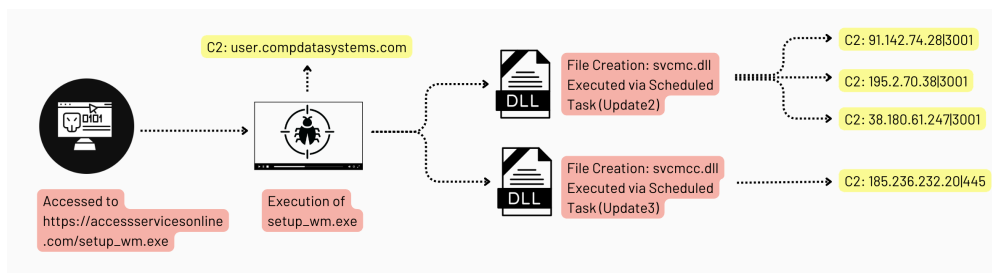 C2: user.compdatasystems.com
0101
Accessed to
https://accessservicesonline
.com/setup_wm.exe
Execution of
setup_wm.exe
DLL
File Creation: svcmc.dll
Executed via Scheduled
Task (Update2)
DLL
File Creation: svcmcc.dll
Executed via Scheduled
Task (Update3)
C2: 91.142.74.28|3001
C2: 195.2.70.38|3001
C2: 38.180.61.247|3001
C2: 185.236.232.20|445